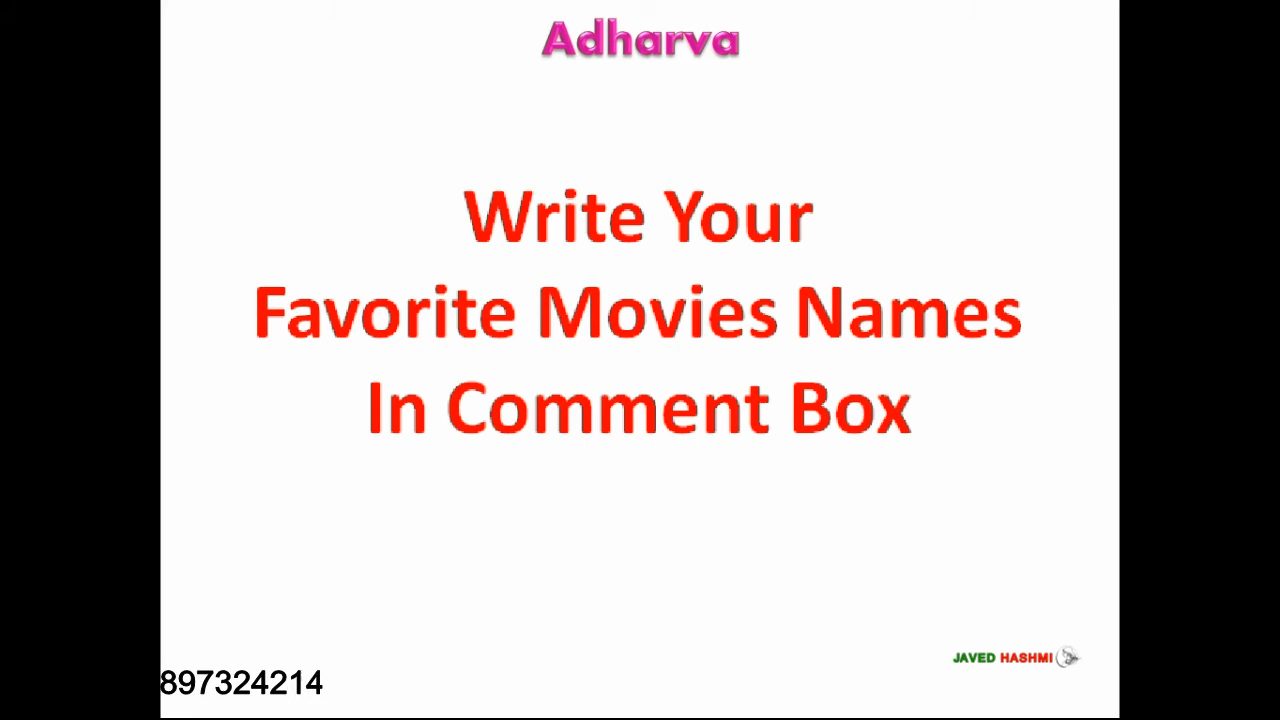 Adharva
Write Your
Favorite Movies Names
In Comment Box
JAVED HASHMI
897324214